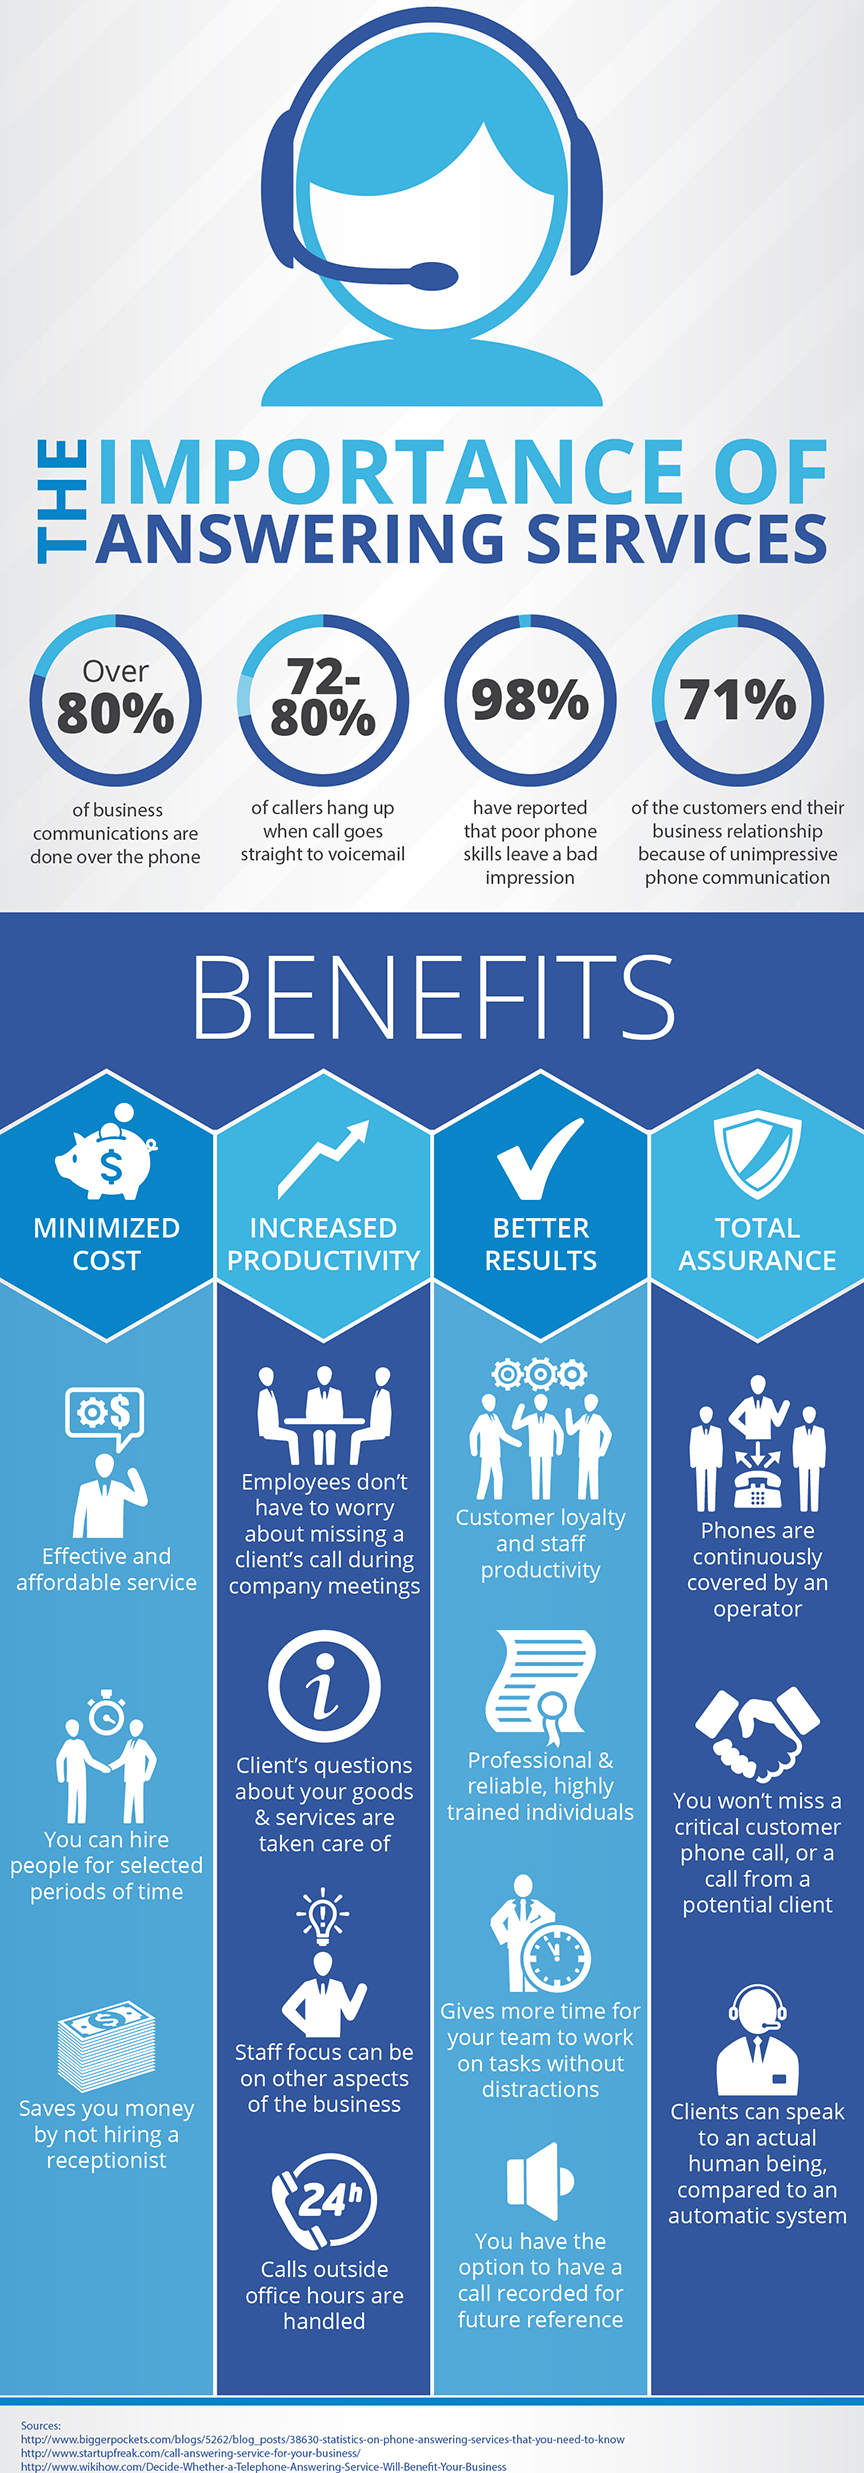 THE IMPORTANCE OF
ANSWERING SERVICES
Over
80%
of business
communications are
done over the phone
72-
80%
of callers hang up
when call goes
straight to voicemail
98%
have reported
that poor phone
skills leave a bad
impression
71%
of the customers end their
business relationship
because of unimpressive
phone communication
BENEFITS
$
MINIMIZED
COST
$
Effective and
affordable service
You can hire
people for selected
periods of time
$
Saves you money
by not hiring a
receptionist
INCREASED
PRODUCTIVITY
Employees don't
have to worry
about missing a
client's call during
company meetings
i
Client's questions
about your goods
& services are
taken care of
!
Staff focus can be
on other aspects
of the business
24h
Calls outside
office hours are
handled
BETTER
RESULTS
Customer loyalty
and staff
productivity
Professional &
reliable, highly
trained individuals
Gives more time for
your team to work
on tasks without
distractions
You have the
option to have a
call recorded for
future reference
TOTAL
ASSURANCE
Phones are
continuously
covered by an
operator
You won't miss a
critical customer
phone call, or a
call from a
potential client
Clients can speak
to an actual
human being,
compared to an
automatic system
Sources:
http://www.biggerpockets.com/blogs/5262/blog_posts/38630-statistics-on-phone-answering-services-that-you-need-to-know
http://www.startupfreak.com/call-answering-service-for-your-business/
http://www.wikihow.com/Decide-Whether-a-Telephone-Answering-Service-Will-Benefit-Your-Business